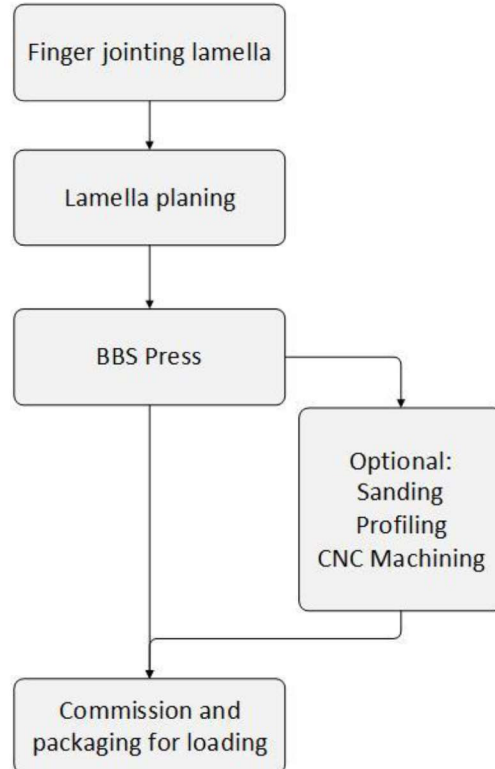 Finger jointing lamella
Lamella planing
BBS Press
Optional:
Sanding
Profiling
CNC Machining
Commission and
packaging for loading